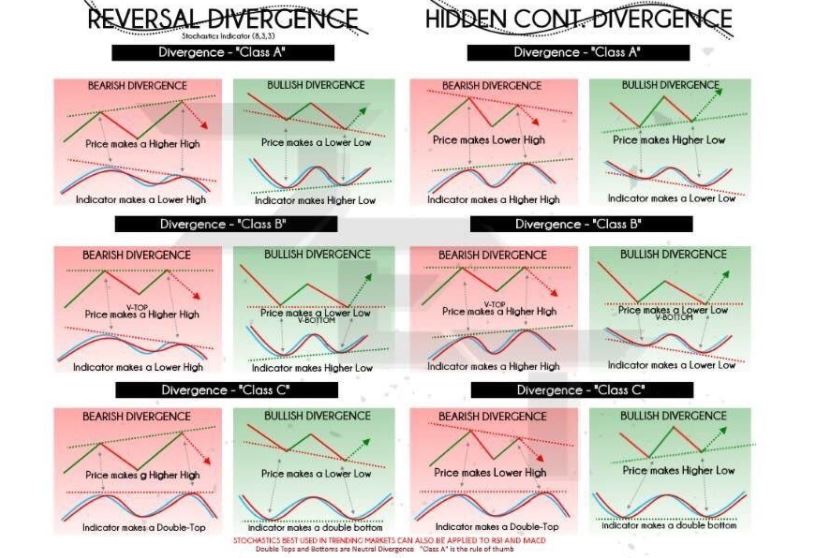 REVERSAL DIVERGENCE
Stochastics Indicator (8,3,3)
HIDDEN CONT. DIVERGENCE
Divergence - "Class A"
Divergence - "Class A"
BEARISH DIVERGENCE
Price makes a Higher High
Indicator makes a Lower High
BULLISH DIVERGENCE
Price makes a Lower Low
Indicator makes Higher Low
BEARISH DIVERGENCE
Price makes Lower High
Indicator makes a Higher High
BULLISH DIVERGENCE
Price makes Higher Low
Indicator makes a Lower Low
Divergence - "Class B"
Divergence - "Class B"
BEARISH DIVERGENCE
V-TOP
Price makes a Higher High
Indicator makes a Lower High
BULLISH DIVERGENCE
Price makes a Lower Low
V-BOTTOM
Indicator makes Higher Low
BEARISH DIVERGENCE
V-TOP
Price makes a Higher High
Indicator makes a Higher High
BULLISH DIVERGENCE
Price makes a Lower Low
V-BOTTOM
Indicator makes a Lower Low
Divergence - "Class C"
Divergence - "Class C"
BEARISH DIVERGENCE
Price makes g Higher High
Indicator makes a Double-Top
BULLISH DIVERGENCE
Price makes a Lower Low
Indicator makes a double bottom
BEARISH DIVERGENCE
Price makes Lower High
Indicator makes a Double-Top
BULLISH DIVERGENCE
Price makes Higher Low
Indicator makes a double bottom
STOCHASTICS BEST USED IN TRENDING MARKETS CAN ALSO BE APPLIED TO RSI AND MACD
Double Tops and Bottoms are Neutral Divergence "Class A" is the rule of thumb